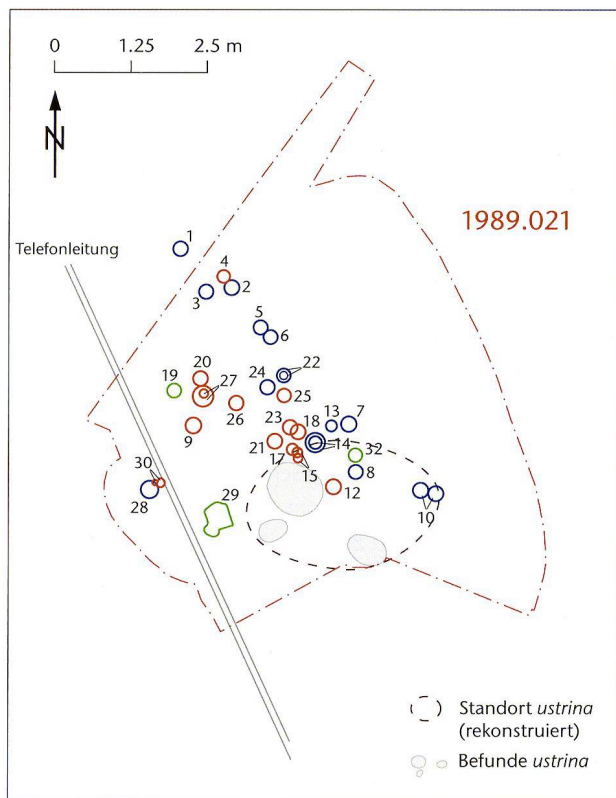 0 1.25 2.5 m
N
1989.021
1
Telefonleitung
4
3 2
5
6
20 24 22
19 27 25
26
23 18 13 7
9 21 14
17 32
30 15 8
28 29 12 10
Standort ustrina
(rekonstruiert)
Befunde ustrina